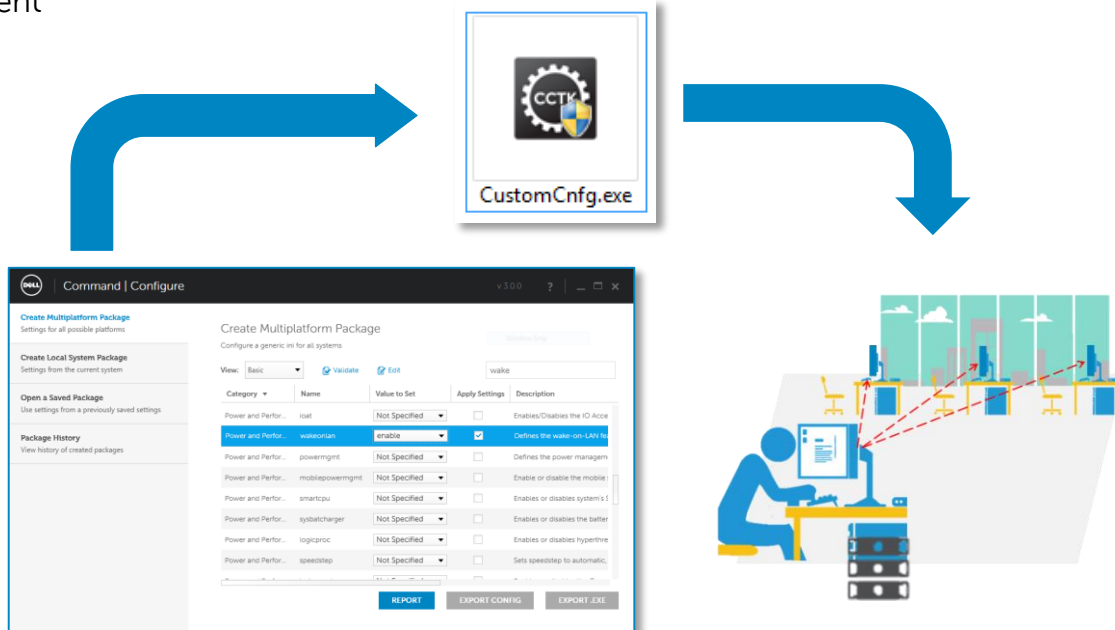 ent
CCTK
CustomCnfg.exe
DELL
Command | Configure
v 3.0.0 ?
Create Multiplatform Package
Settings for all possible platforms
Create Local System Package
Settings from the current system
Open a Saved Package
Use settings from a previously saved settings
Package History
View history of created packages
Create Multiplatform Package
Configure a generic ini for all systems
View: Basic Validate Edit wake
Category Name Value to Set Apply Settings Description
Power and Perfor... ioat Not Specified Enables/Disables the IO Acce
Power and Perfor... wakeonlan enable Defines the wake-on-LAN fea
Power and Perfor... powermgmt Not Specified Defines the power managem
Power and Perfor... mobilepowermgmt Not Specified Enable or disable the mobile s
Power and Perfor... smartcpu Not Specified Enables or disables system's S
Power and Perfor... sysbatcharger Not Specified Enables or disables the batter
Power and Perfor... logicproc Not Specified Enables or disables hyperthre
Power and Perfor... speedstep Not Specified Sets speedstep to automatic,
REPORT EXPORT CONFIG EXPORT .EXE